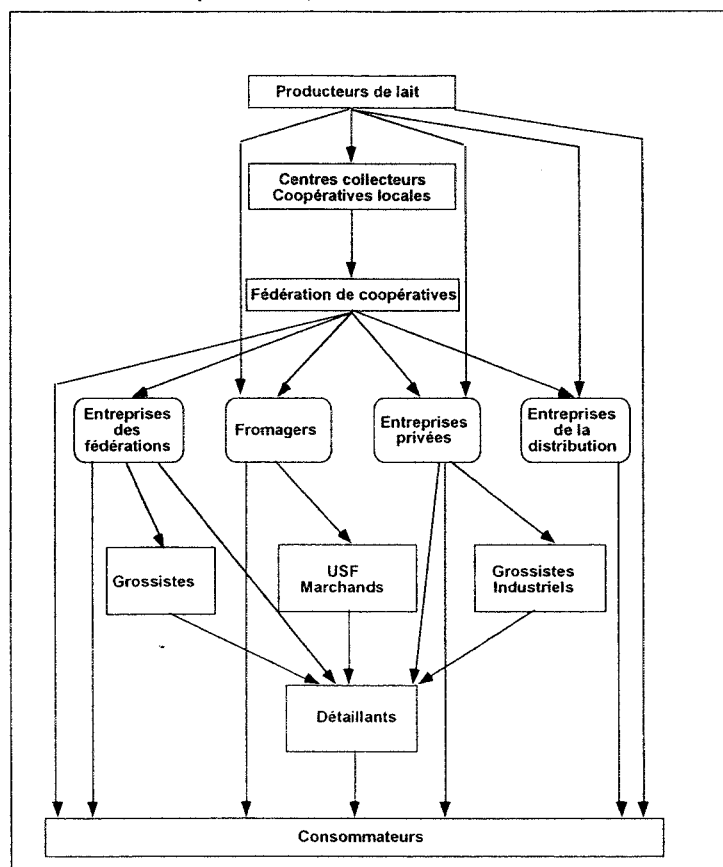 Producteurs de lait
Centres collecteurs
Coopératives locales
Fédération de coopératives
Entreprises
des
fédérations
Fromagers
Entreprises
privées
Entreprises
de la
distribution
Grossistes
USF
Marchands
Grossistes
Industriels
Détaillants
Consommateurs